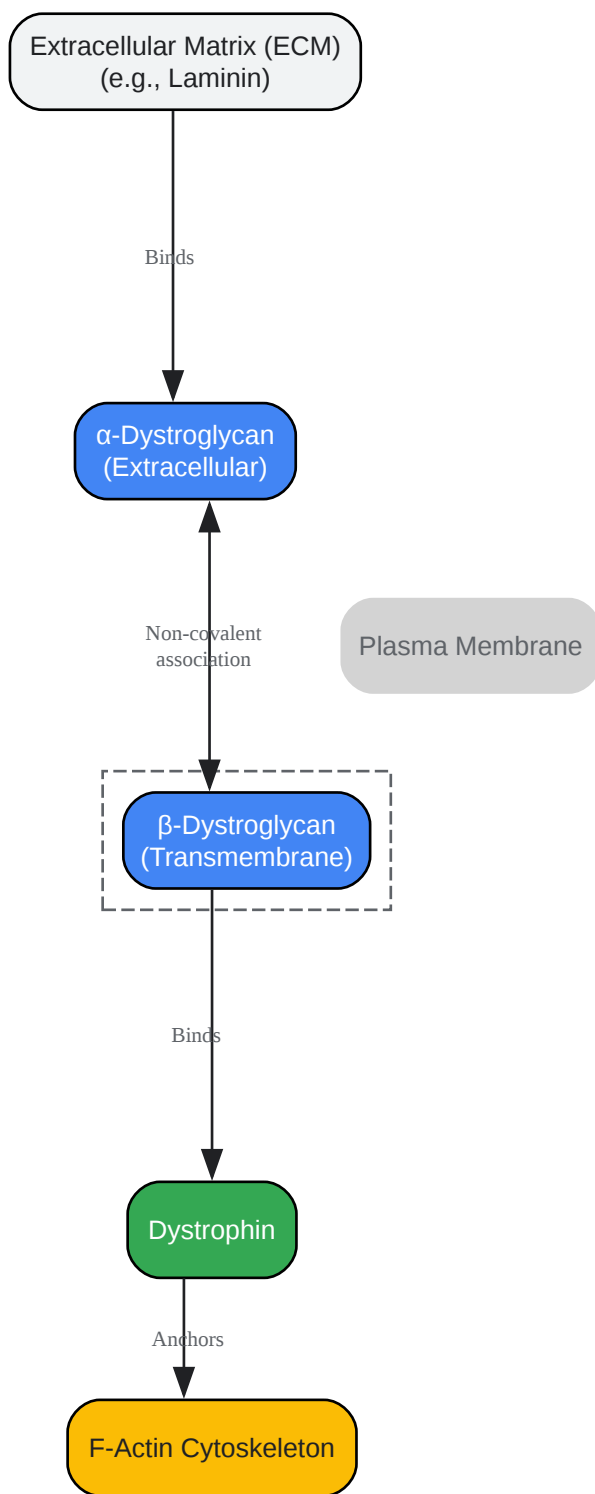 Extracellular Matrix (ECM)
(e.g., Laminin)
Binds
α-Dystroglycan
(Extracellular)
Non-covalent
association
Plasma Membrane
β-Dystroglycan
(Transmembrane)
Binds
Dystrophin
Anchors
F-Actin Cytoskeleton